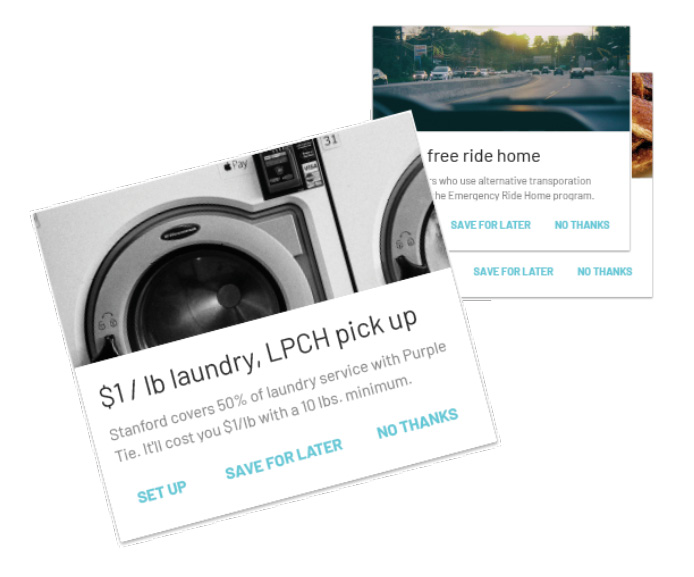 Pay
31
VISA
$1 / lb laundry, LPCH pick up
Stanford covers 50% of laundry service with Purple
Tie. It'll cost you $1/lb with a 10 lbs. minimum.
SET UP
SAVE FOR LATER
NO THANKS
free ride home
who use alternative transporation
Emergency Ride Home program.
SAVE FOR LATER
NO THANKS
SAVE FOR LATER
NO THANKS